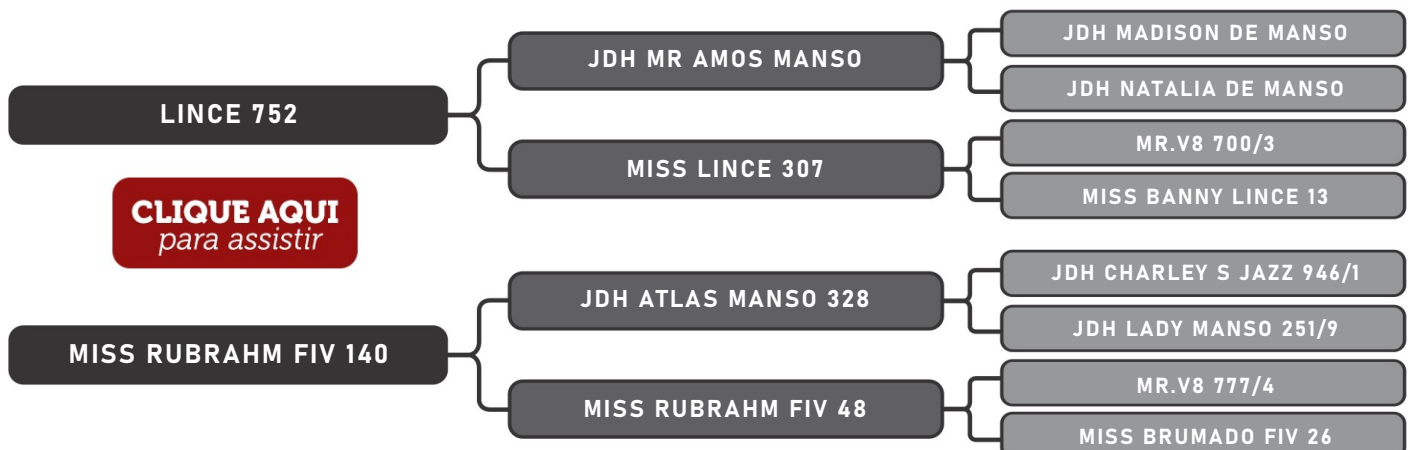 JDH MADISON DE MANSO
JDH MR AMOS MANSO
JDH NATALIA DE MANSO
LINCE 752
MR.V8 700/3
MISS LINCE 307
MISS BANNY LINCE 13
CLIQUE AQUI
para assistir
JDH CHARLEY S JAZZ 946/1
JDH ATLAS MANSO 328
JDH LADY MANSO 251/9
MISS RUBRAHM FIV 140
MR.V8 777/4
MISS RUBRAHM FIV 48
MISS BRUMADO FIV 26